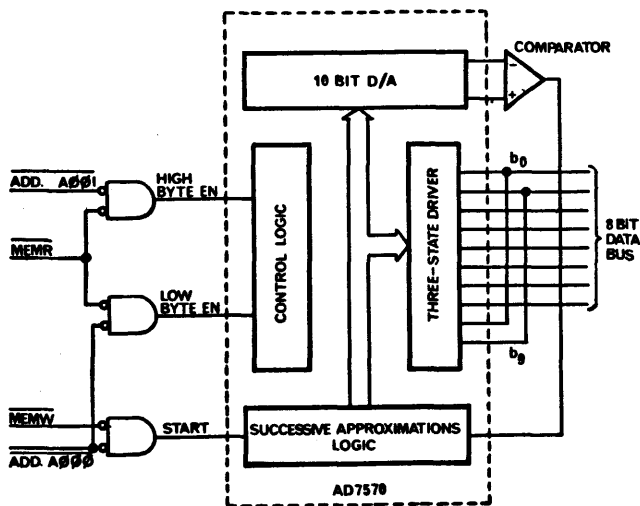 COMPARATOR
10 BIT D/A
−
+
ADD. A001
HIGH
BYTE EN
MEMR
LOW
BYTE EN
CONTROL LOGIC
THREE-STATE DRIVER
b0
8 BIT
DATA
BUS
b9
MEMW
START
ADD. A000
SUCCESSIVE APPROXIMATIONS
LOGIC
AD7570